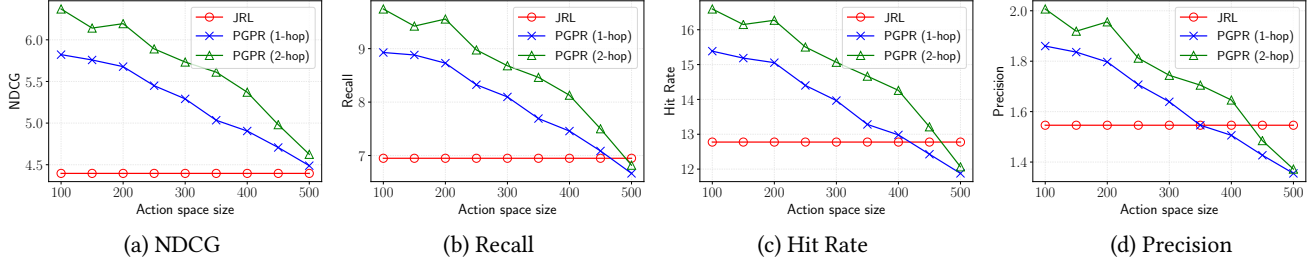 NDCG
6.0
5.5
5.0
4.5
JRL
PGPR (1-hop)
PGPR (2-hop)
100 200 300 400 500
Action space size
(a) NDCG
Recall
9
8
7
JRL
PGPR (1-hop)
PGPR (2-hop)
100 200 300 400 500
Action space size
(b) Recall
Hit Rate
16
15
14
13
12
JRL
PGPR (1-hop)
PGPR (2-hop)
100 200 300 400 500
Action space size
(c) Hit Rate
Precision
2.0
1.8
1.6
1.4
JRL
PGPR (1-hop)
PGPR (2-hop)
100 200 300 400 500
Action space size
(d) Precision